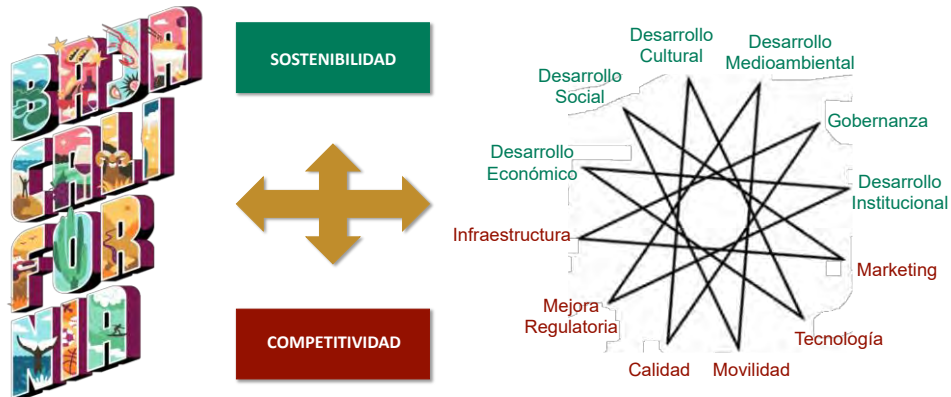 BAJA
CALI
FOR
NIA
SOSTENIBILIDAD
COMPETITIVIDAD
Desarrollo
Cultural
Desarrollo
Medioambiental
Desarrollo
Social
Gobernanza
Desarrollo
Económico
Desarrollo
Institucional
Infraestructura
Marketing
Mejora
Regulatoria
Tecnología
Calidad
Movilidad